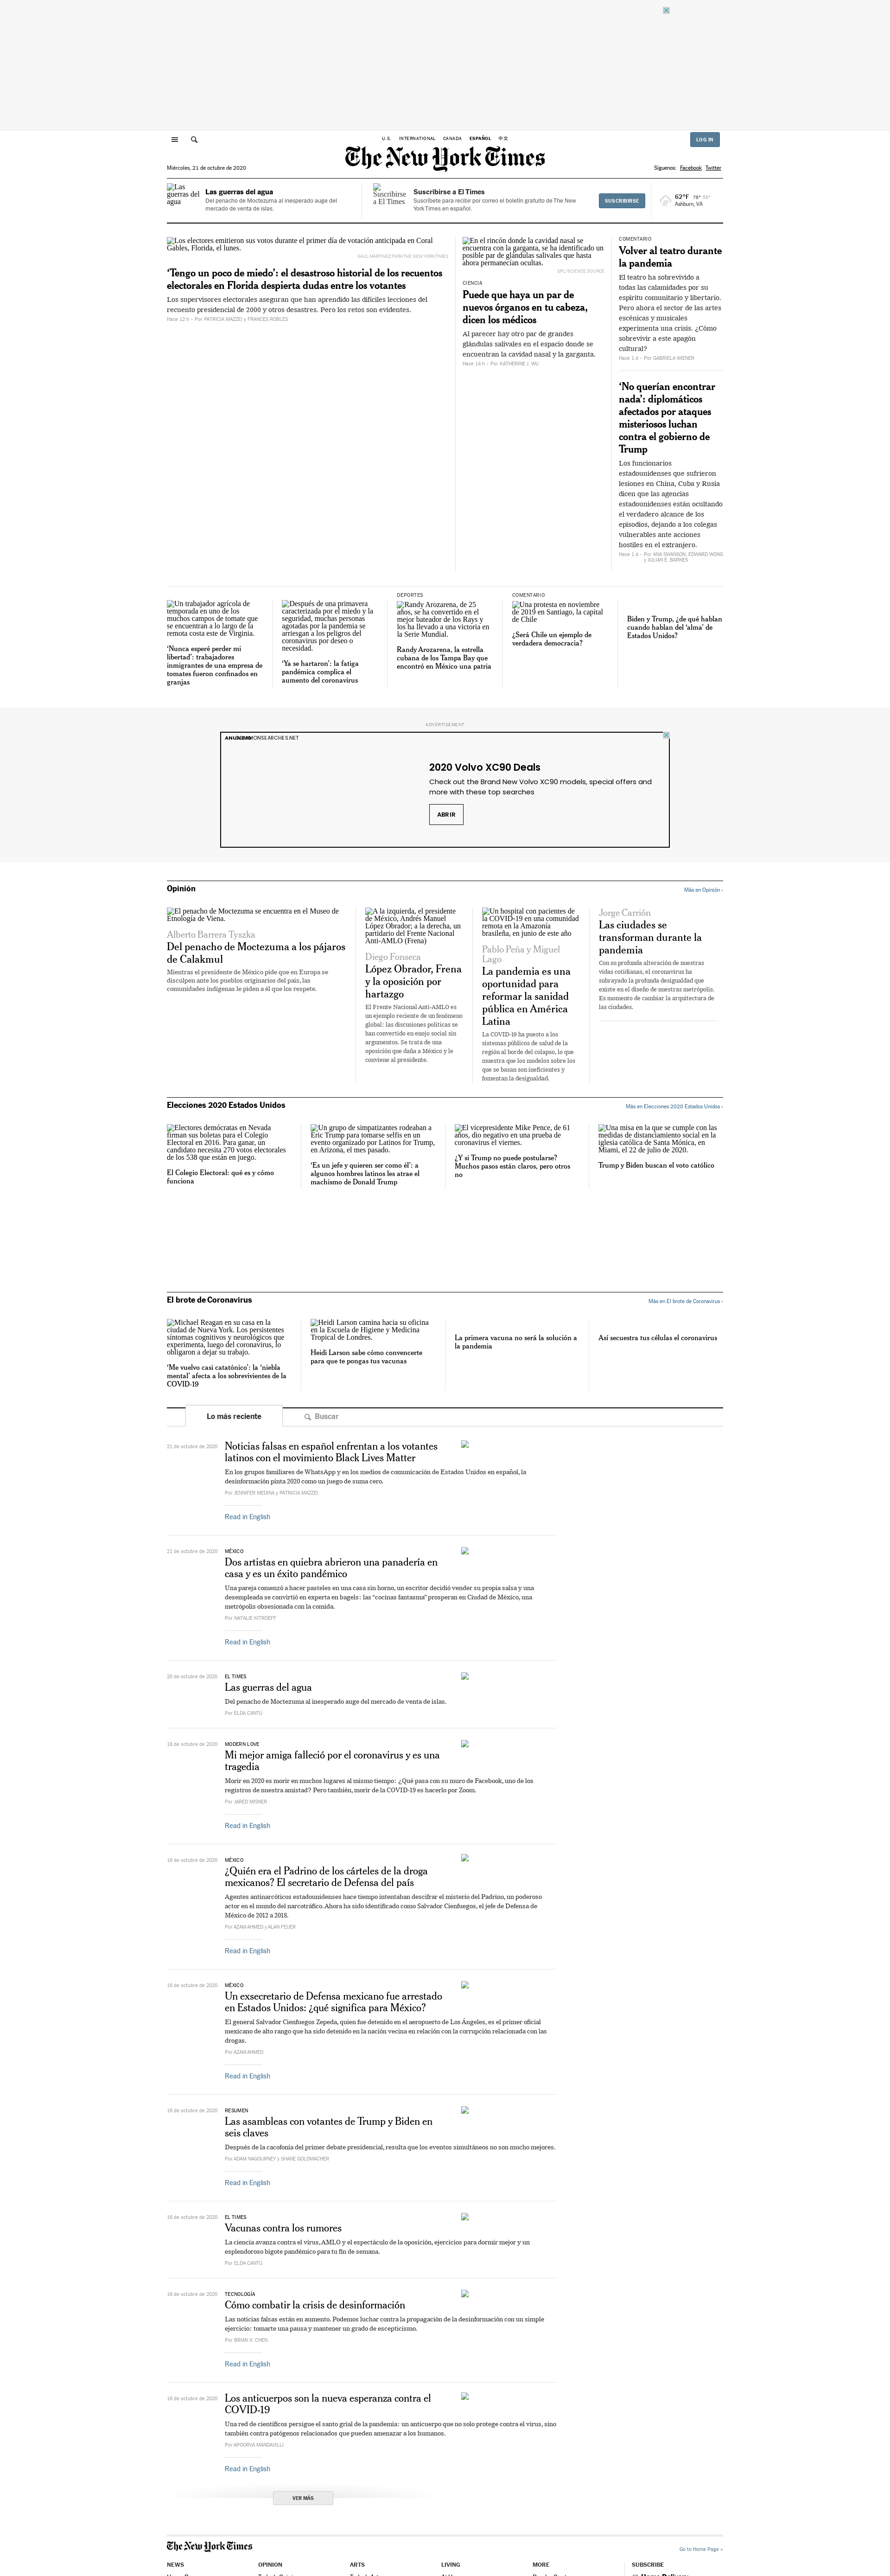 U.S. INTERNATIONAL CANADA ESPAÑOL 中文
LOG IN
The New York Times
Miércoles, 21 de octubre de 2020
Síguenos: Facebook Twitter
Las guerras del agua
Las guerras del agua
Del penacho de Moctezuma al inesperado auge del
mercado de venta de islas.
Suscribirse a El Times
Suscribirse a El Times
Suscríbete para recibir por correo el boletín gratuito de The New
York Times en español.
SUSCRIBIRSE
62°F 78° 58°
Ashburn, VA
Los electores emitieron sus votos durante el primer día de votación anticipada en Coral
Gables, Florida, el lunes.
SAUL MARTINEZ PARA THE NEW YORK TIMES
‘Tengo un poco de miedo’: el desastroso historial de los recuentos
electorales en Florida despierta dudas entre los votantes
Los supervisores electorales aseguran que han aprendido las difíciles lecciones del
recuento presidencial de 2000 y otros desastres. Pero los retos son evidentes.
Hace 12 h – Por PATRICIA MAZZEI y FRANCES ROBLES
En el rincón donde la cavidad nasal se
encuentra con la garganta, se ha identificado un
posible par de glándulas salivales que hasta
ahora permanecían ocultas.
SPL/SCIENCE SOURCE
CIENCIA
Puede que haya un par de
nuevos órganos en tu cabeza,
dicen los médicos
Al parecer hay otro par de grandes
glándulas salivales en el espacio donde se
encuentran la cavidad nasal y la garganta.
Hace 14 h – Por KATHERINE J. WU
COMENTARIO
Volver al teatro durante
la pandemia
El teatro ha sobrevivido a
todas las calamidades por su
espíritu comunitario y libertario.
Pero ahora el sector de las artes
escénicas y musicales
experimenta una crisis. ¿Cómo
sobrevivir a este apagón
cultural?
Hace 1 d – Por GABRIELA WIENER
‘No querían encontrar
nada’: diplomáticos
afectados por ataques
misteriosos luchan
contra el gobierno de
Trump
Los funcionarios
estadounidenses que sufrieron
lesiones en China, Cuba y Rusia
dicen que las agencias
estadounidenses están ocultando
el verdadero alcance de los
episodios, dejando a los colegas
vulnerables ante acciones
hostiles en el extranjero.
Hace 1 d – Por ANA SWANSON, EDWARD WONG
y JULIAN E. BARNES
Un trabajador agrícola de
temporada en uno de los
muchos campos de tomate que
se encuentran a lo largo de la
remota costa este de Virginia.
‘Nunca esperé perder mi
libertad’: trabajadores
inmigrantes de una empresa de
tomates fueron confinados en
granjas
Después de una primavera
caracterizada por el miedo y la
seguridad, muchas personas
agotadas por la pandemia se
arriesgan a los peligros del
coronavirus por deseo o
necesidad.
‘Ya se hartaron’: la fatiga
pandémica complica el
aumento del coronavirus
DEPORTES
Randy Arozarena, de 25
años, se ha convertido en el
mejor bateador de los Rays y
los ha llevado a una victoria en
la Serie Mundial.
Randy Arozarena, la estrella
cubana de los Tampa Bay que
encontró en México una patria
COMENTARIO
Una protesta en noviembre
de 2019 en Santiago, la capital
de Chile
¿Será Chile un ejemplo de
verdadera democracia?
Biden y Trump, ¿de qué hablan
cuando hablan del ‘alma’ de
Estados Unidos?
ADVERTISEMENT
2020 Volvo XC90 Deals
Check out the Brand New Volvo XC90 models, special offers and
more with these top searches
ABRIR
Opinión
Más en Opinión ›
El penacho de Moctezuma se encuentra en el Museo de
Etnología de Viena.
Alberto Barrera Tyszka
Del penacho de Moctezuma a los pájaros
de Calakmul
Mientras el presidente de México pide que en Europa se
disculpen ante los pueblos originarios del país, las
comunidades indígenas le piden a él que los respete.
A la izquierda, el presidente
de México, Andrés Manuel
López Obrador; a la derecha, un
partidario del Frente Nacional
Anti-AMLO (Frena)
Diego Fonseca
López Obrador, Frena
y la oposición por
hartazgo
El Frente Nacional Anti-AMLO es
un ejemplo reciente de un fenómeno
global: las discusiones políticas se
han convertido en enojo social sin
argumentos. Se trata de una
oposición que daña a México y le
conviene al presidente.
Un hospital con pacientes de
la COVID-19 en una comunidad
remota en la Amazonía
brasileña, en junio de este año
Pablo Peña y Miguel
Lago
La pandemia es una
oportunidad para
reformar la sanidad
pública en América
Latina
La COVID-19 ha puesto a los
sistemas públicos de salud de la
región al borde del colapso, lo que
muestra que los modelos sobre los
que se basan son ineficientes y
fomentan la desigualdad.
Jorge Carrión
Las ciudades se
transforman durante la
pandemia
Con su profunda alteración de nuestras
vidas cotidianas, el coronavirus ha
subrayado la profunda desigualdad que
existe en el diseño de nuestras metrópolis.
Es momento de cambiar la arquitectura de
las ciudades.
Elecciones 2020 Estados Unidos
Más en Elecciones 2020 Estados Unidos ›
Electores demócratas en Nevada
firman sus boletas para el Colegio
Electoral en 2016. Para ganar, un
candidato necesita 270 votos electorales
de los 538 que están en juego.
El Colegio Electoral: qué es y cómo
funciona
Un grupo de simpatizantes rodeaban a
Eric Trump para tomarse selfis en un
evento organizado por Latinos for Trump,
en Arizona, el mes pasado.
‘Es un jefe y quieren ser como él’: a
algunos hombres latinos les atrae el
machismo de Donald Trump
El vicepresidente Mike Pence, de 61
años, dio negativo en una prueba de
coronavirus el viernes.
¿Y si Trump no puede postularse?
Muchos pasos están claros, pero otros
no
Una misa en la que se cumple con las
medidas de distanciamiento social en la
iglesia católica de Santa Mónica, en
Miami, el 22 de julio de 2020.
Trump y Biden buscan el voto católico
El brote de Coronavirus
Más en El brote de Coronavirus ›
Michael Reagan en su casa en la
ciudad de Nueva York. Los persistentes
síntomas cognitivos y neurológicos que
experimenta, luego del coronavirus, lo
obligaron a dejar su trabajo.
‘Me vuelvo casi catatónico’: la ‘niebla
mental’ afecta a los sobrevivientes de la
COVID-19
Heidi Larson camina hacia su oficina
en la Escuela de Higiene y Medicina
Tropical de Londres.
Heidi Larson sabe cómo convencerte
para que te pongas tus vacunas
La primera vacuna no será la solución a
la pandemia
Así secuestra tus células el coronavirus
Lo más reciente
Buscar
21 de octubre de 2020
Noticias falsas en español enfrentan a los votantes
latinos con el movimiento Black Lives Matter
En los grupos familiares de WhatsApp y en los medios de comunicación de Estados Unidos en español, la
desinformación pinta 2020 como un juego de suma cero.
Por JENNIFER MEDINA y PATRICIA MAZZEI
Read in English
21 de octubre de 2020
MÉXICO
Dos artistas en quiebra abrieron una panadería en
casa y es un éxito pandémico
Una pareja comenzó a hacer pasteles en una casa sin horno, un escritor decidió vender su propia salsa y una
desempleada se convirtió en experta en bagels: las “cocinas fantasma” prosperan en Ciudad de México, una
metrópolis obsesionada con la comida.
Por NATALIE KITROEFF
Read in English
20 de octubre de 2020
EL TIMES
Las guerras del agua
Del penacho de Moctezuma al inesperado auge del mercado de venta de islas.
Por ELDA CANTÚ
18 de octubre de 2020
MODERN LOVE
Mi mejor amiga falleció por el coronavirus y es una
tragedia
Morir en 2020 es morir en muchos lugares al mismo tiempo: ¿Qué pasa con su muro de Facebook, uno de los
registros de nuestra amistad? Pero también, morir de la COVID-19 es hacerlo por Zoom.
Por JARED MISNER
Read in English
16 de octubre de 2020
MÉXICO
¿Quién era el Padrino de los cárteles de la droga
mexicanos? El secretario de Defensa del país
Agentes antinarcóticos estadounidenses hace tiempo intentaban descifrar el misterio del Padrino, un poderoso
actor en el mundo del narcotráfico. Ahora ha sido identificado como Salvador Cienfuegos, el jefe de Defensa de
México de 2012 a 2018.
Por AZAM AHMED y ALAN FEUER
Read in English
16 de octubre de 2020
MÉXICO
Un exsecretario de Defensa mexicano fue arrestado
en Estados Unidos: ¿qué significa para México?
El general Salvador Cienfuegos Zepeda, quien fue detenido en el aeropuerto de Los Ángeles, es el primer oficial
mexicano de alto rango que ha sido detenido en la nación vecina en relación con la corrupción relacionada con las
drogas.
Por AZAM AHMED
Read in English
16 de octubre de 2020
RESUMEN
Las asambleas con votantes de Trump y Biden en
seis claves
Después de la cacofonía del primer debate presidencial, resulta que los eventos simultáneos no son mucho mejores.
Por ADAM NAGOURNEY y SHANE GOLDMACHER
Read in English
16 de octubre de 2020
EL TIMES
Vacunas contra los rumores
La ciencia avanza contra el virus, AMLO y el espectáculo de la oposición, ejercicios para dormir mejor y un
esplendoroso bigote pandémico para tu fin de semana.
Por ELDA CANTÚ
16 de octubre de 2020
TECNOLOGÍA
Cómo combatir la crisis de desinformación
Las noticias falsas están en aumento. Podemos luchar contra la propagación de la desinformación con un simple
ejercicio: tomarte una pausa y mantener un grado de escepticismo.
Por BRIAN X. CHEN
Read in English
16 de octubre de 2020
Los anticuerpos son la nueva esperanza contra el
COVID-19
Una red de científicos persigue el santo grial de la pandemia: un anticuerpo que no solo protege contra el virus, sino
también contra patógenos relacionados que pueden amenazar a los humanos.
Por APOORVA MANDAVILLI
Read in English
VER MÁS
The New York Times
Go to Home Page »
NEWS OPINION ARTS LIVING MORE SUBSCRIBE